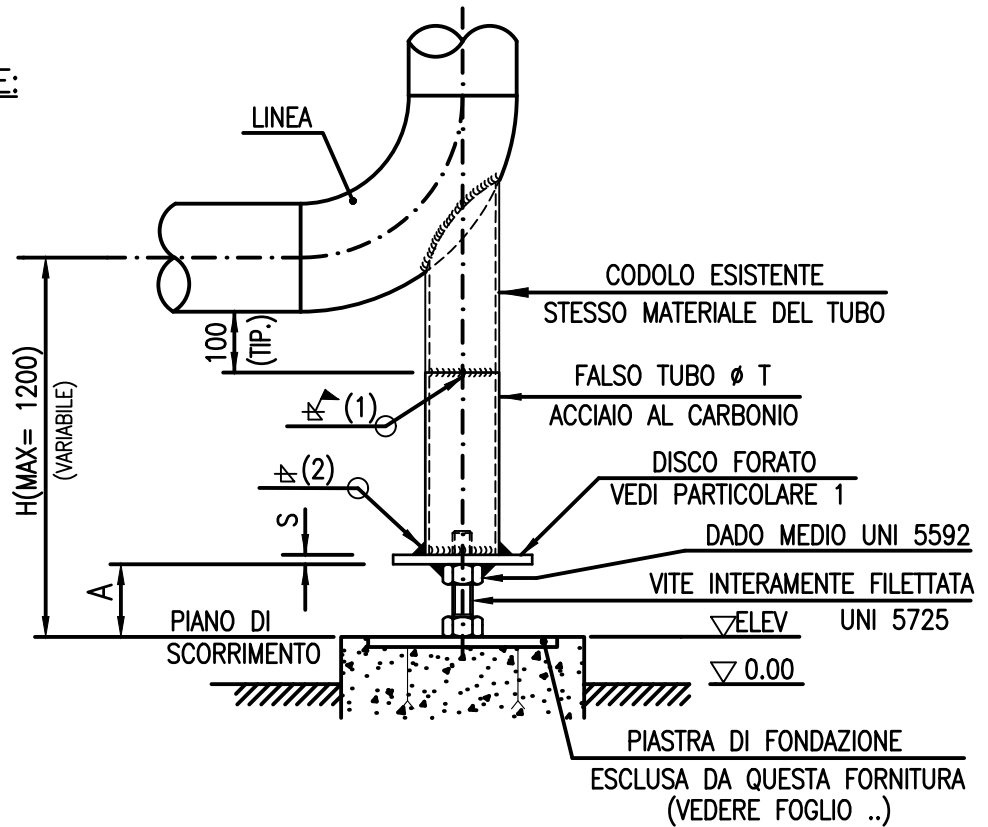 E:
LINEA
CODOLO ESISTENTE
STESSO MATERIALE DEL TUBO
100
(TIP.)
H(MAX= 1200)
(VARIABILE)
FALSO TUBO ø T
ACCIAIO AL CARBONIO
(1)
(2)
DISCO FORATO
VEDI PARTICOLARE 1
S
DADO MEDIO UNI 5592
A
VITE INTERAMENTE FILETTATA
UNI 5725
PIANO DI
SCORRIMENTO
ELEV
0.00
PIASTRA DI FONDAZIONE
ESCLUSA DA QUESTA FORNITURA
(VEDERE FOGLIO ..)